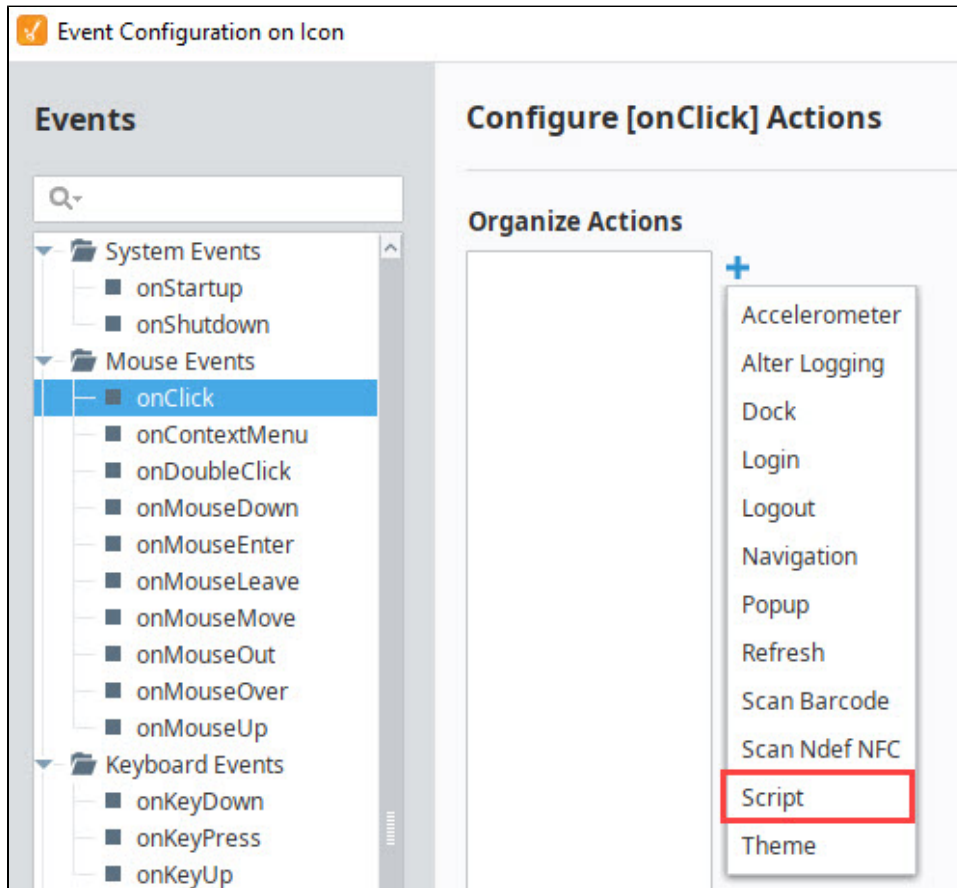 Event Configuration on Icon
Events
System Events
onStartup
onShutdown
Mouse Events
onClick
onContextMenu
onDoubleClick
onMouseDown
onMouseEnter
onMouseLeave
onMouseMove
onMouseOut
onMouseOver
onMouseUp
Keyboard Events
onKeyDown
onKeyPress
onKeyUp
Configure [onClick] Actions
Organize Actions
Accelerometer
Alter Logging
Dock
Login
Logout
Navigation
Popup
Refresh
Scan Barcode
Scan Ndef NFC
Script
Theme